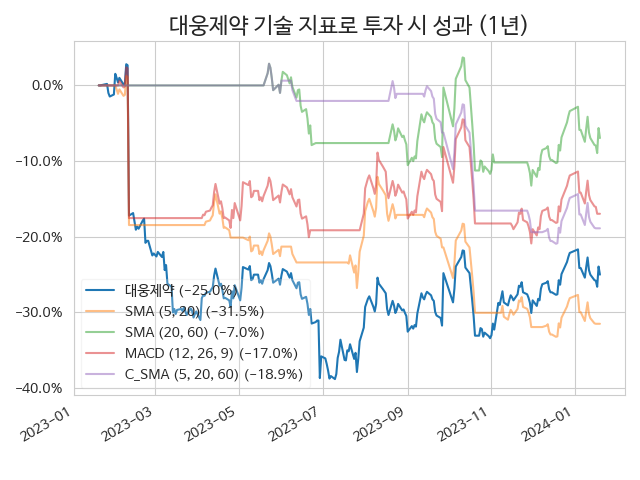 대웅제약 기술 지표로 투자 시 성과 (1년)
0.0%
−10.0%
−20.0%
−30.0%
−40.0%
대웅제약 (−25.0%)
SMA (5, 20) (−31.5%)
SMA (20, 60) (−7.0%)
MACD (12, 26, 9) (−17.0%)
C_SMA (5, 20, 60) (−18.9%)
2023-01
2023-03
2023-05
2023-07
2023-09
2023-11
2024-01